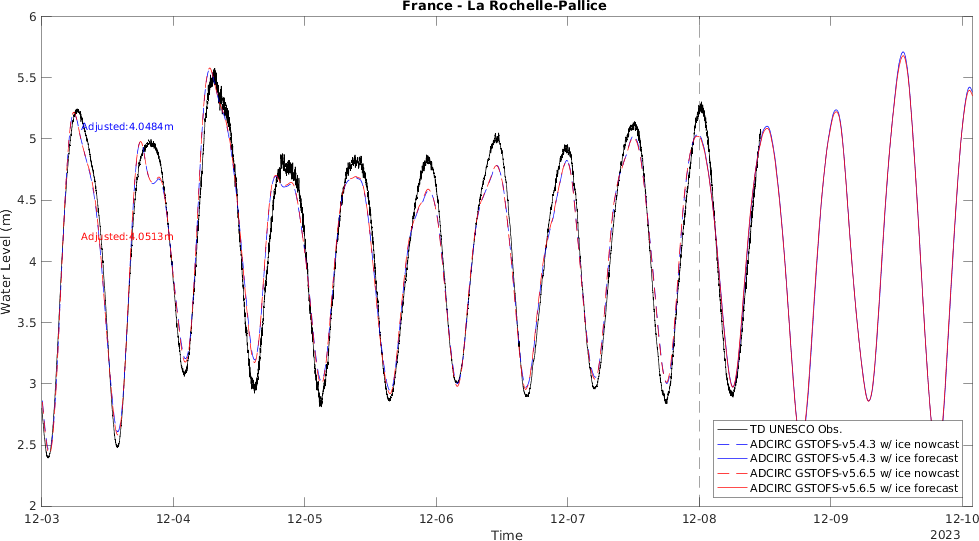 France - La Rochelle-Pallice
6
5.5
5
4.5
4
3.5
3
2.5
2
Water Level (m)
Adjusted:4.0484m
Adjusted:4.0513m
TD UNESCO Obs.
ADCIRC GSTOFS-v5.4.3 w/ ice nowcast
ADCIRC GSTOFS-v5.4.3 w/ ice forecast
ADCIRC GSTOFS-v5.6.5 w/ ice nowcast
ADCIRC GSTOFS-v5.6.5 w/ ice forecast
12-03 12-04 12-05 12-06 12-07 12-08 12-09 12-10
Time
2023